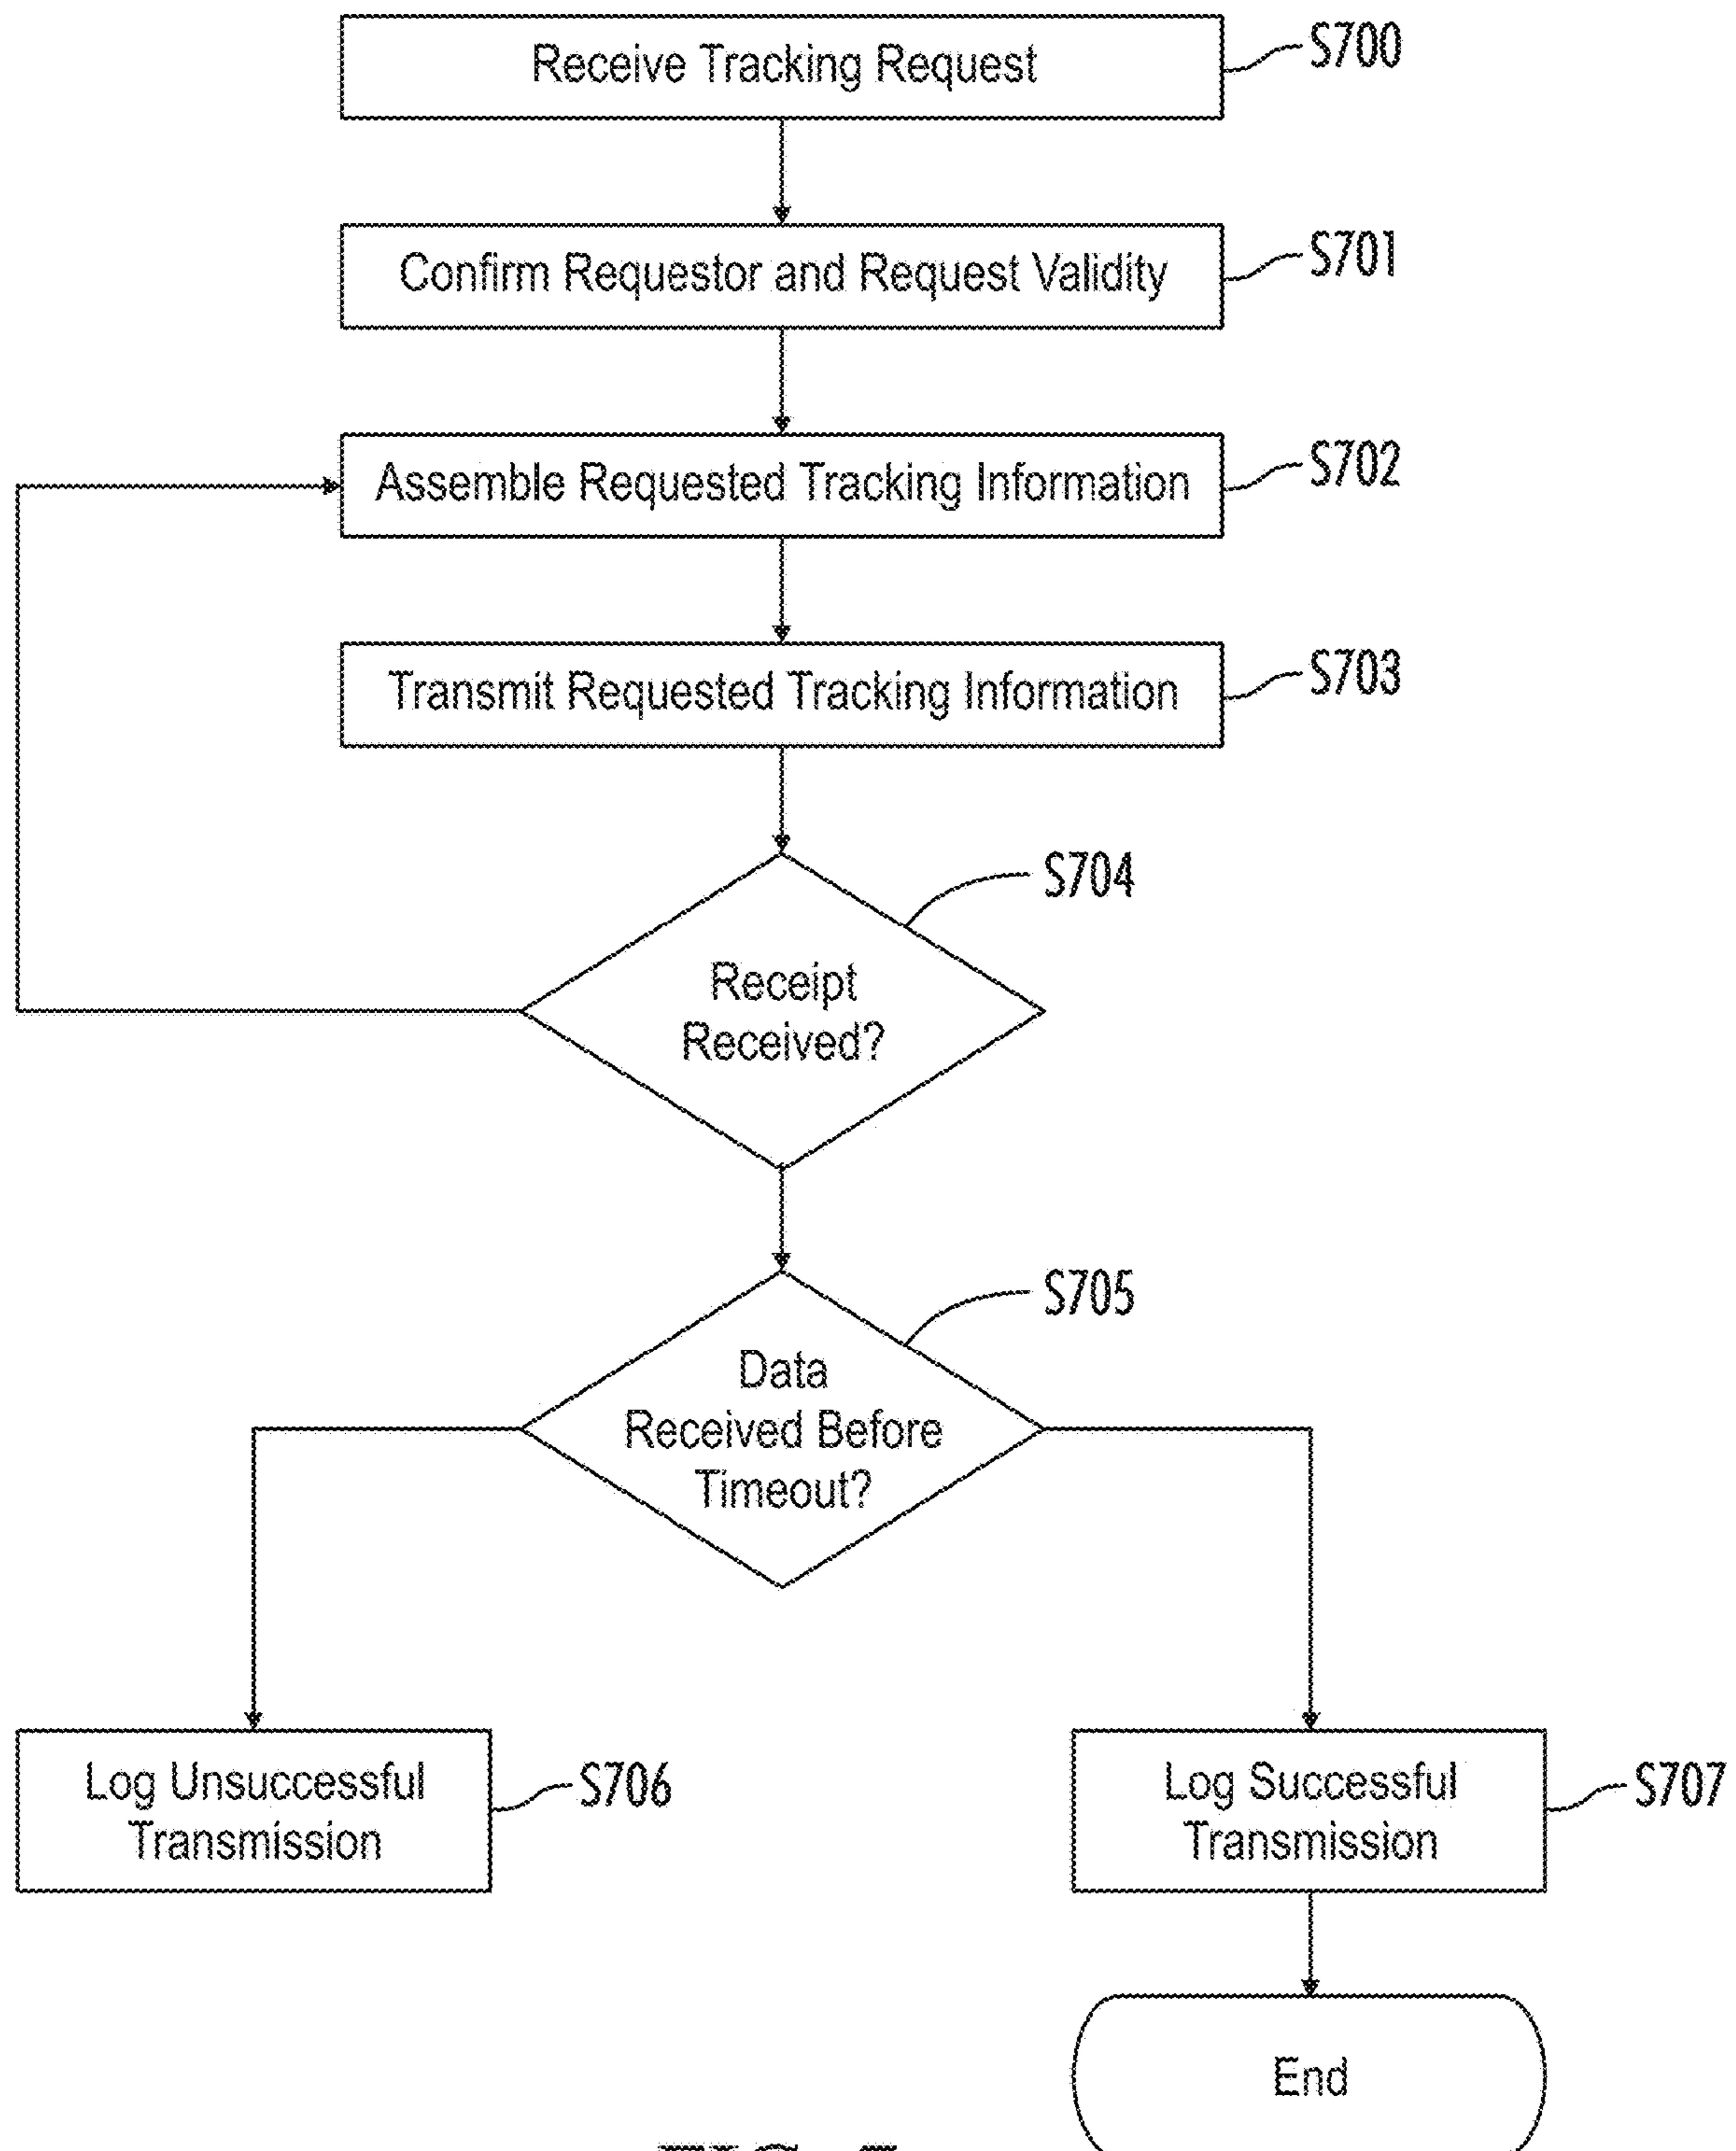 Receive Tracking Request
S700
Confirm Requestor and Request Validity
S701
Assemble Requested Tracking Information
S702
Transmit Requested Tracking Information
S703
S704
Receipt
Received?
S705
Data
Received Before
Timeout?
Log Unsuccessful
Transmission
S706
Log Successful
Transmission
S707
End